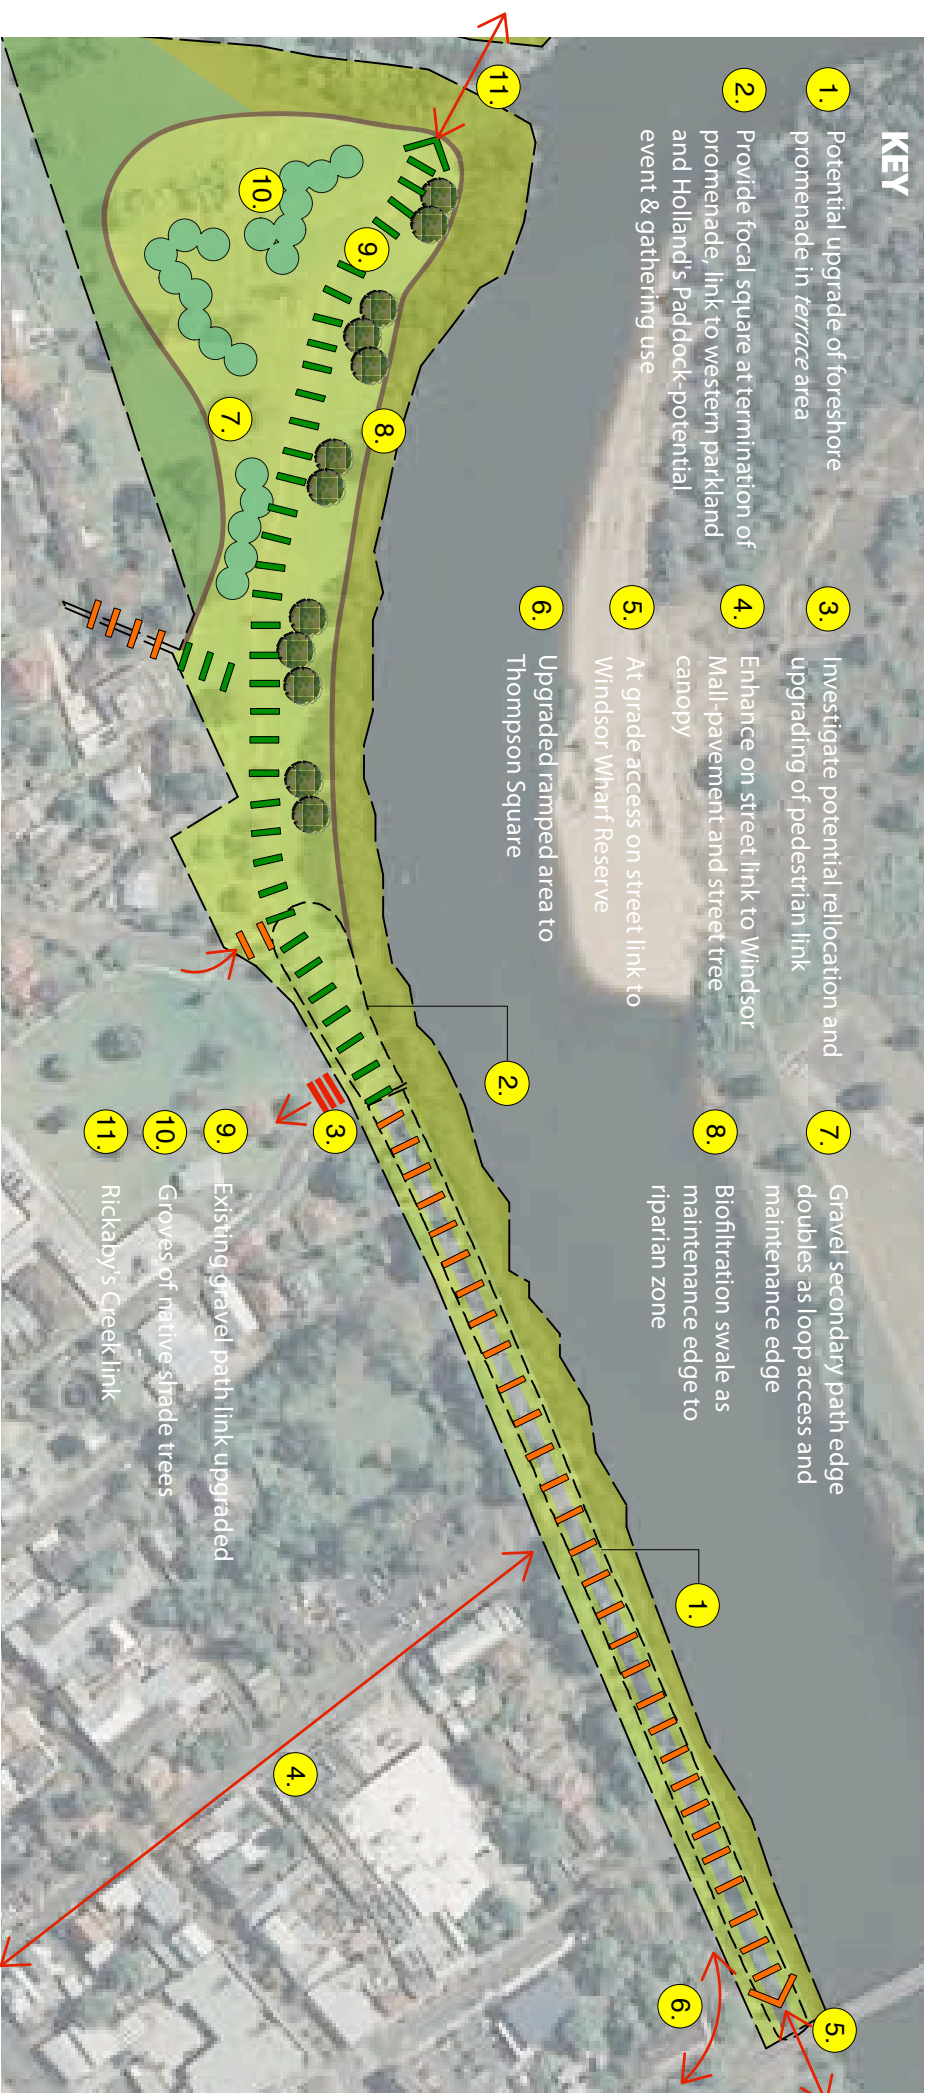 KEY
1. Potential upgrade of foreshore
promenade in terrace area
2. Provide focal square at termination of
promenade, link to western parkland
and Holland's Paddock-potential
event & gathering use
3. Investigate potential rellocation and
upgrading of pedestrian link
4. Enhance on street link to Windsor
Mall-pavement and street tree
canopy
5. At grade access on street link to
Windsor Wharf Reserve
6. Upgraded ramped area to
Thompson Square
7. Gravel secondary path edge
doubles as loop access and
maintenance edge
8. Biofiltration swale as
maintenance edge to
riparian zone
9. Existing gravel path link upgraded
10. Groves of native shade trees
11. Rickaby's Creek link
11.
10.
9.
8.
7.
2.
3.
1.
4.
6.
5.